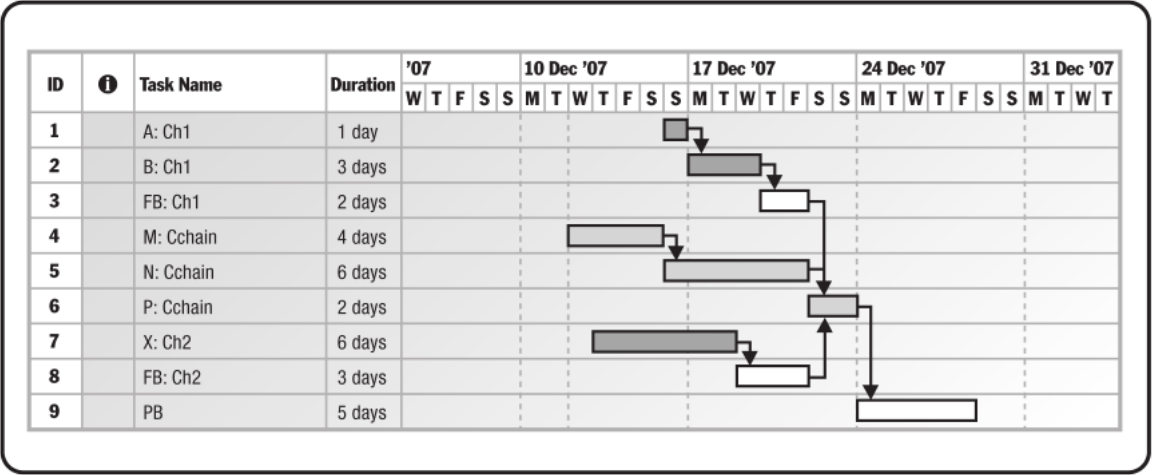 ID ℹ Task Name Duration '07 10 Dec '07 17 Dec '07 24 Dec '07 31 Dec '07
W T F S S M T W T F S S M T W T F S S M T W T F S S M T W T
1 A: Ch1 1 day
2 B: Ch1 3 days
3 FB: Ch1 2 days
4 M: Cchain 4 days
5 N: Cchain 6 days
6 P: Cchain 2 days
7 X: Ch2 6 days
8 FB: Ch2 3 days
9 PB 5 days